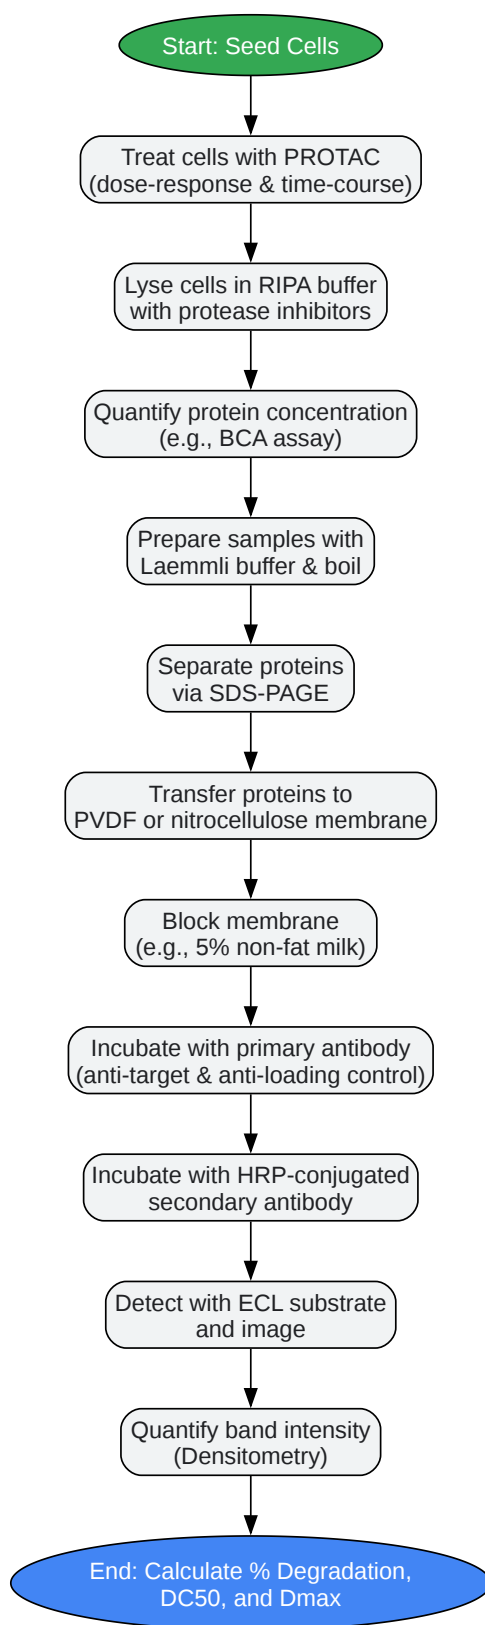 Start: Seed Cells
Treat cells with PROTAC
(dose-response & time-course)
Lyse cells in RIPA buffer
with protease inhibitors
Quantify protein concentration
(e.g., BCA assay)
Prepare samples with
Laemmli buffer & boil
Separate proteins
via SDS-PAGE
Transfer proteins to
PVDF or nitrocellulose membrane
Block membrane
(e.g., 5% non-fat milk)
Incubate with primary antibody
(anti-target & anti-loading control)
Incubate with HRP-conjugated
secondary antibody
Detect with ECL substrate
and image
Quantify band intensity
(Densitometry)
End: Calculate % Degradation,
DC50, and Dmax